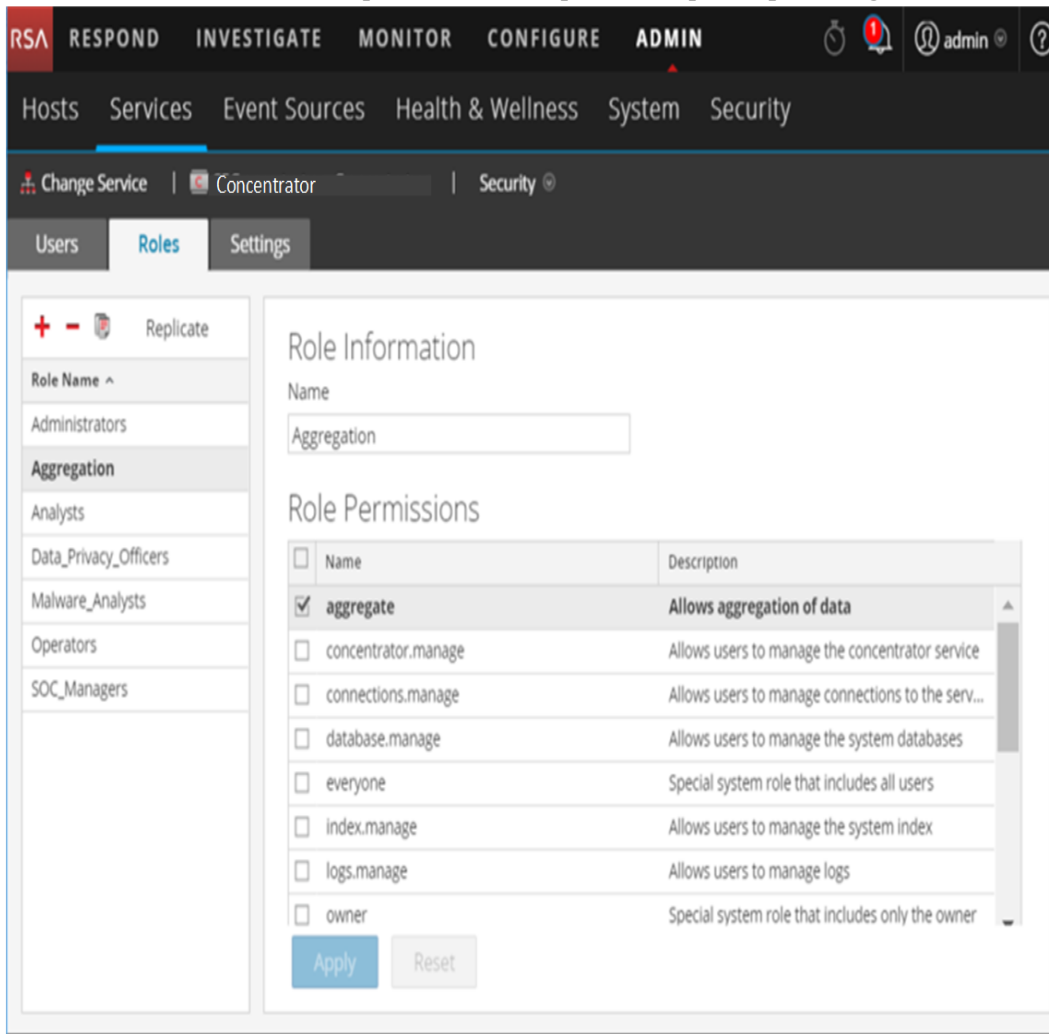 RSA RESPOND INVESTIGATE MONITOR CONFIGURE ADMIN 1 admin ?
Hosts Services Event Sources Health & Wellness System Security
Change Service | C Concentrator | Security
Users Roles Settings
+ − Replicate
Role Name
Administrators
Aggregation
Analysts
Data_Privacy_Officers
Malware_Analysts
Operators
SOC_Managers
Role Information
Name
Aggregation
Role Permissions
Name Description
aggregate Allows aggregation of data
concentrator.manage Allows users to manage the concentrator service
connections.manage Allows users to manage connections to the serv...
database.manage Allows users to manage the system databases
everyone Special system role that includes all users
index.manage Allows users to manage the system index
logs.manage Allows users to manage logs
owner Special system role that includes only the owner
Apply Reset